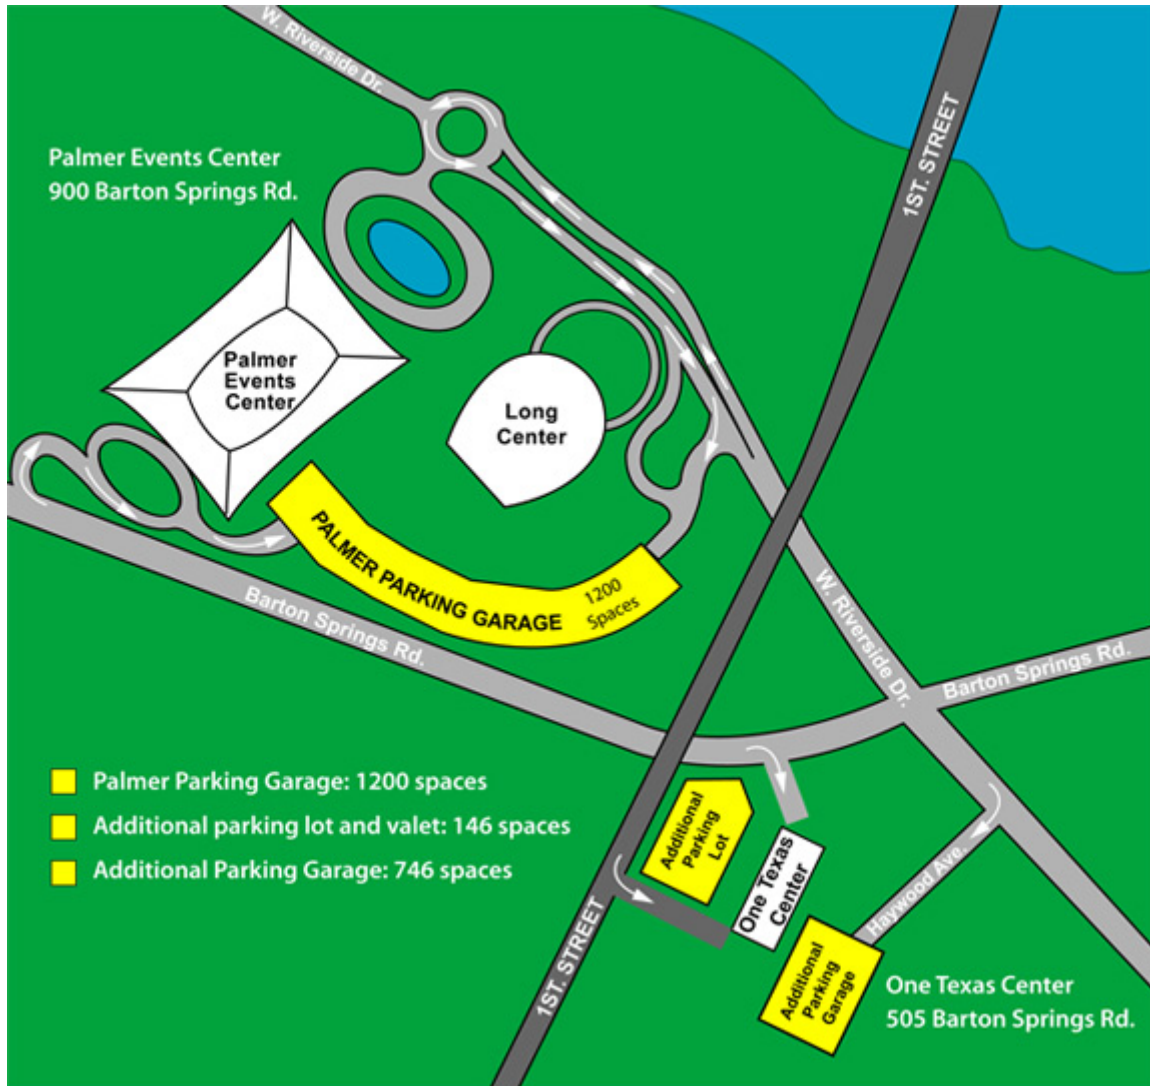 W. Riverside Dr.
1ST. STREET
Palmer Events Center
900 Barton Springs Rd.
Palmer
Events
Center
Long
Center
PALMER PARKING GARAGE
1200
Spaces
Barton Springs Rd.
W. Riverside Dr.
Barton Springs Rd.
Palmer Parking Garage: 1200 spaces
Additional parking lot and valet: 146 spaces
Additional Parking Garage: 746 spaces
Additional
Parking
Lot
One Texas
Center
Haywood Ave.
1ST. STREET
Additional
Parking
Garage
One Texas Center
505 Barton Springs Rd.